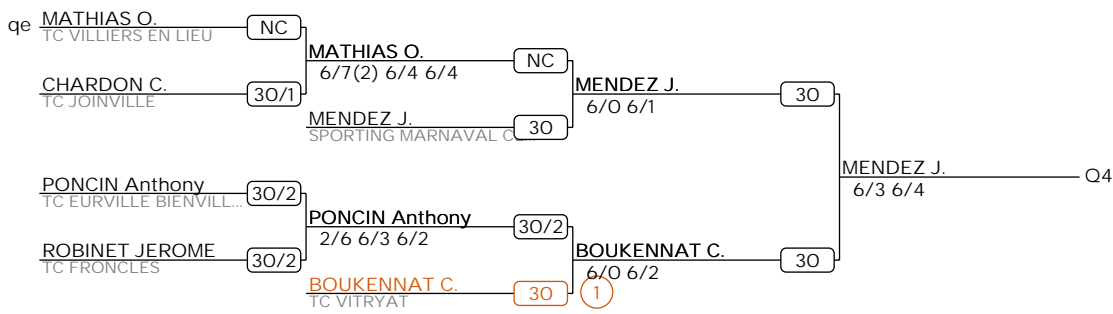 qe MATHIAS O. NC
TC VILLIERS EN LIEU
MATHIAS O. NC
6/7(2) 6/4 6/4
CHARDON C. 30/1
TC JOINVILLE
MENDEZ J. 30
6/0 6/1
MENDEZ J. 30
SPORTING MARNAVAL CL...
MENDEZ J. Q4
6/3 6/4
PONCIN Anthony 30/2
TC EURVILLE BIENVILL...
PONCIN Anthony 30/2
2/6 6/3 6/2
ROBINET JEROME 30/2
TC FRONCLES
BOUKENNAT C. 30
6/0 6/2
BOUKENNAT C. 30 1
TC VITRYAT